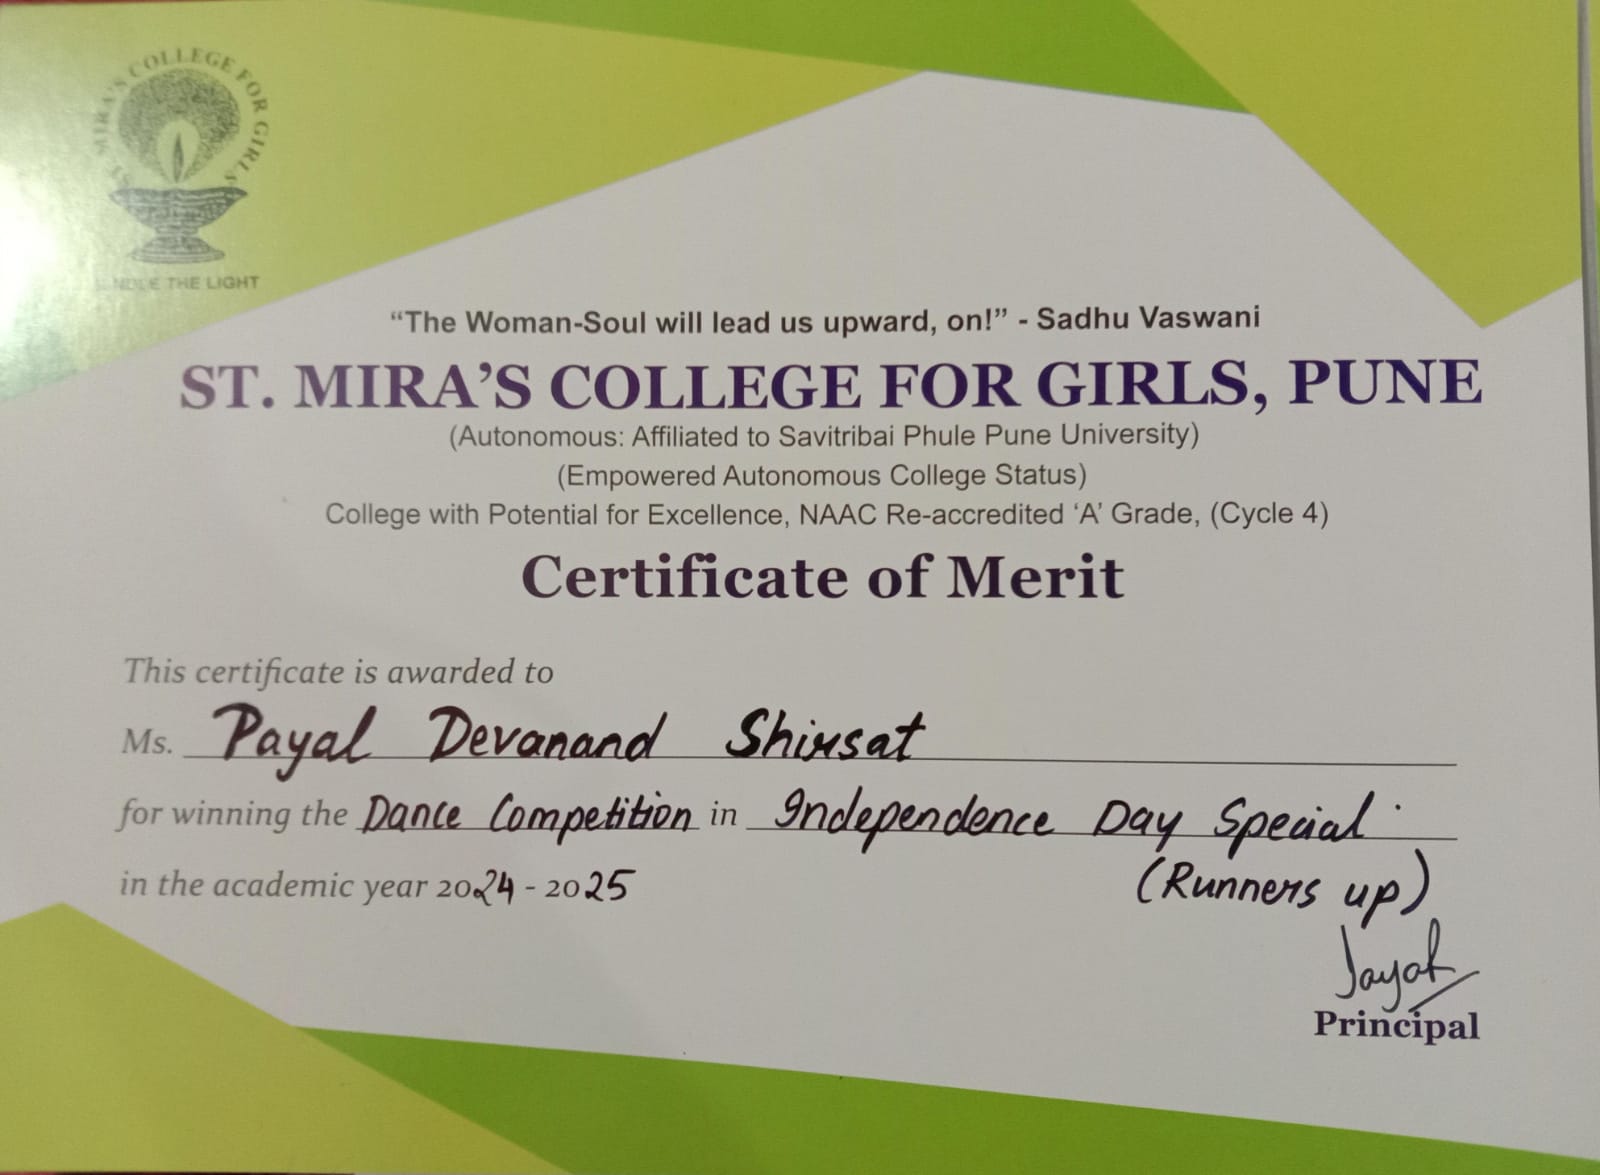 ST. MIRA'S COLLEGE FOR GIRLS
THE LIGHT
“The Woman-Soul will lead us upward, on!” - Sadhu Vaswani
ST. MIRA’S COLLEGE FOR GIRLS, PUNE
(Autonomous: Affiliated to Savitribai Phule Pune University)
(Empowered Autonomous College Status)
College with Potential for Excellence, NAAC Re-accredited ‘A’ Grade, (Cycle 4)
Certificate of Merit
This certificate is awarded to
Ms. Payal Devanand Shirsat
for winning the Dance Competition in Independence Day Special
in the academic year 2024 - 2025 (Runners up)
Principal